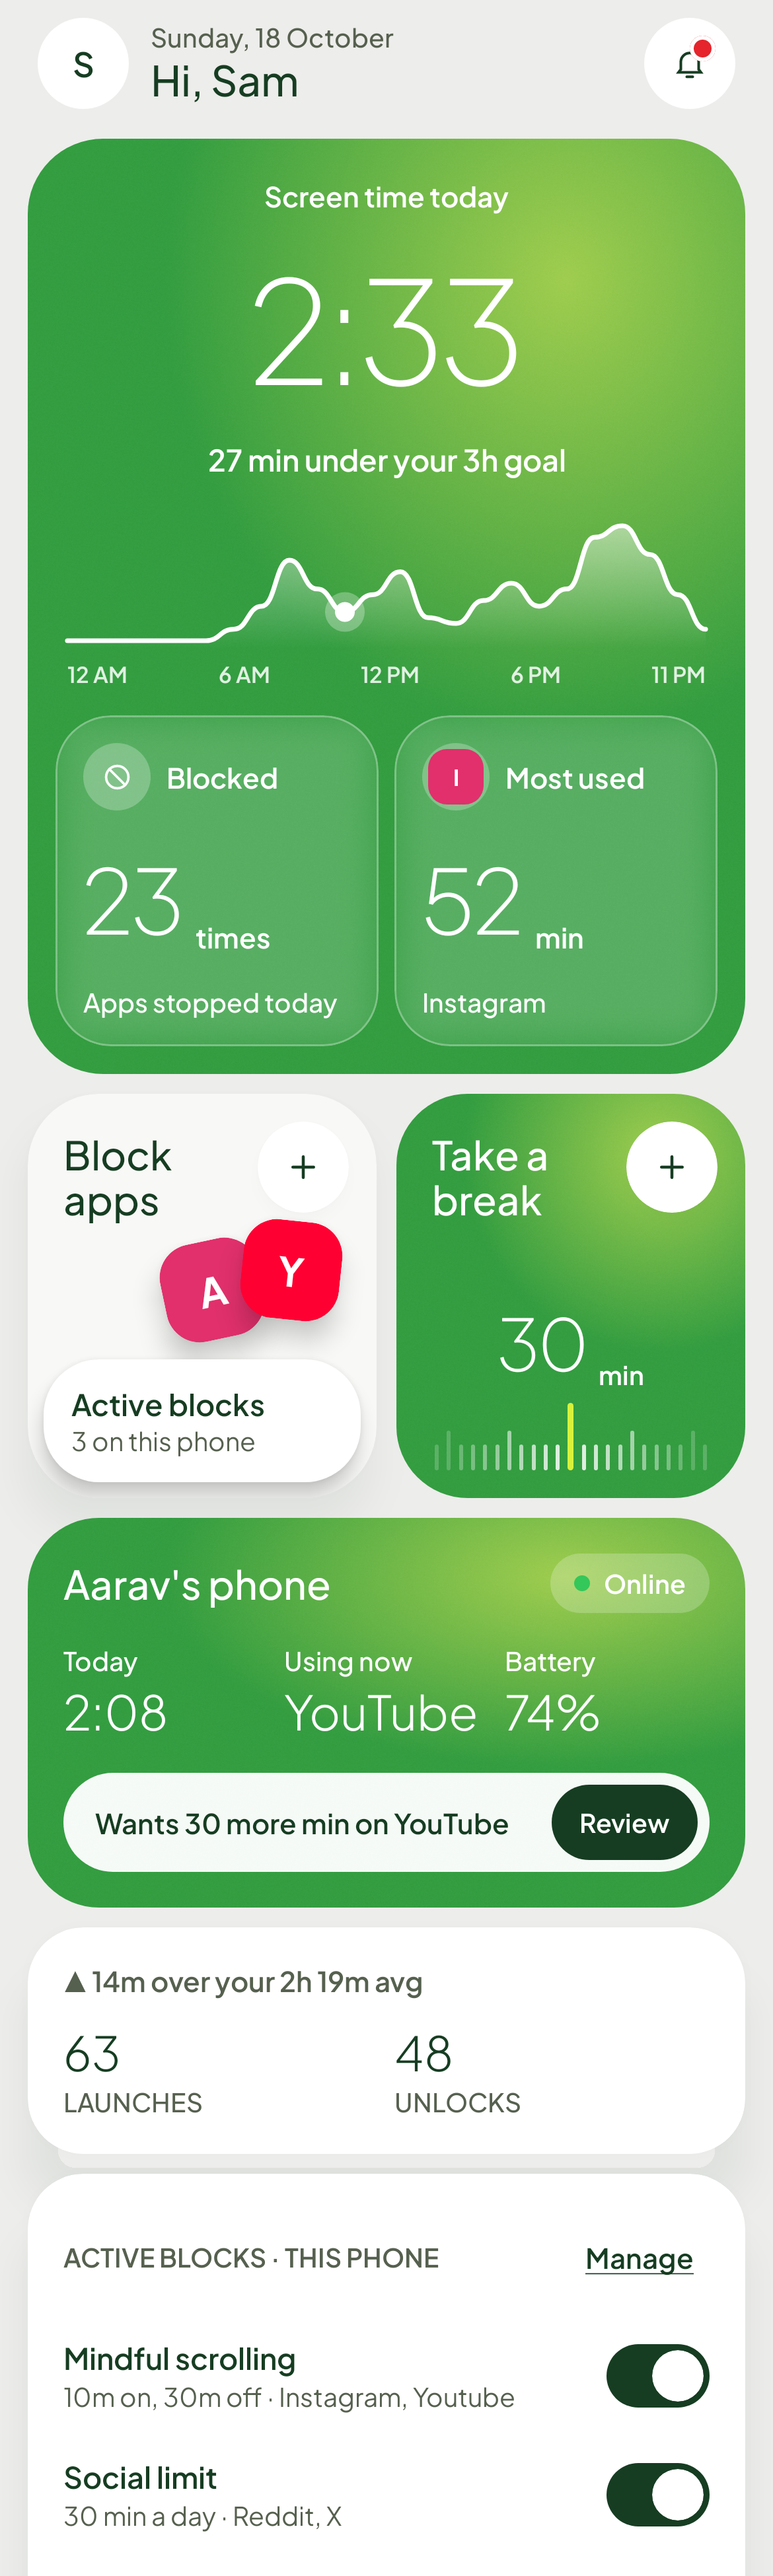 S
Sunday, 18 October
Hi, Sam
Screen time today
2:33
27 min under your 3h goal
12 AM 6 AM 12 PM 6 PM 11 PM
Blocked
23 times
Apps stopped today
I
Most used
52 min
Instagram
Block
apps
+
A
Y
Active blocks
3 on this phone
Take a
break
+
30 min
Aarav's phone
Online
Today Using now Battery
2:08 YouTube 74%
Wants 30 more min on YouTube
Review
▲ 14m over your 2h 19m avg
63 48
LAUNCHES UNLOCKS
ACTIVE BLOCKS · THIS PHONE
Manage
Mindful scrolling
10m on, 30m off · Instagram, Youtube
Social limit
30 min a day · Reddit, X